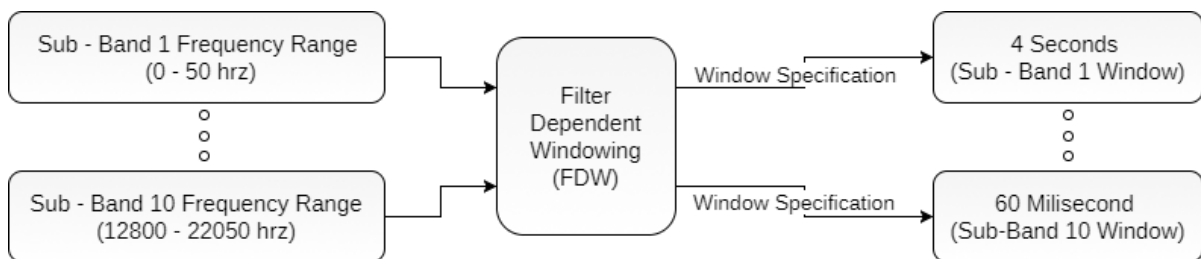 Sub - Band 1 Frequency Range
(0 - 50 hrz)
Sub - Band 10 Frequency Range
(12800 - 22050 hrz)
Filter
Dependent
Windowing
(FDW)
Window Specification
Window Specification
4 Seconds
(Sub - Band 1 Window)
60 Milisecond
(Sub-Band 10 Window)